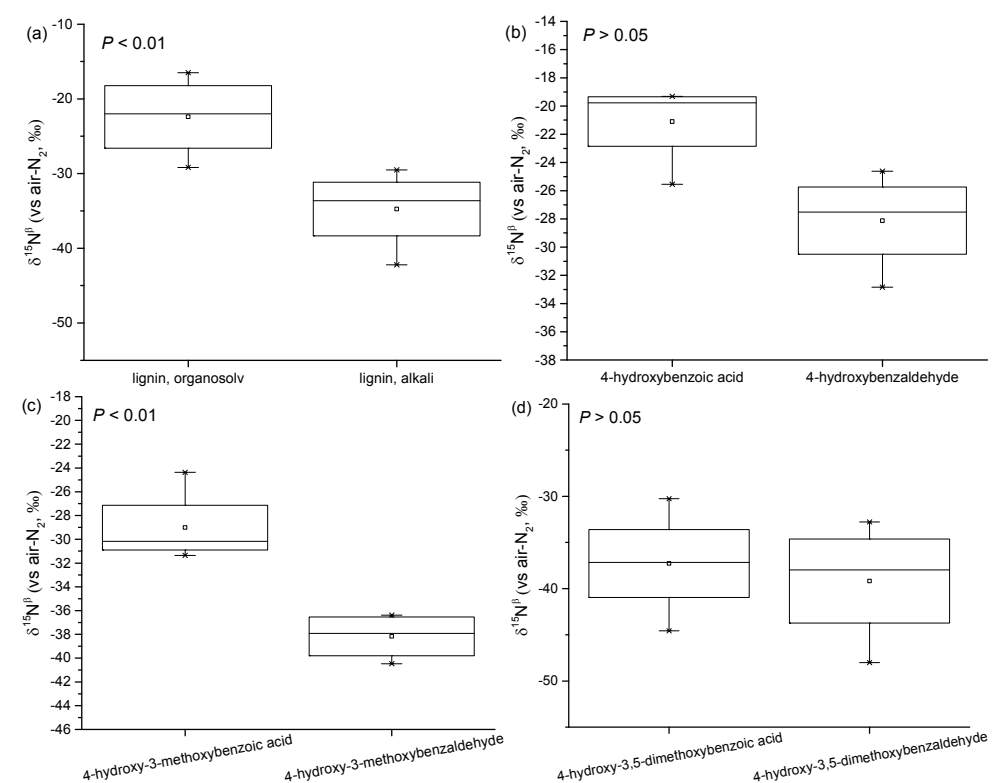 (a)
P < 0.01
δ¹⁵Nᵝ (vs air-N₂, ‰)
-10
-20
-30
-40
-50
lignin, organosolv
lignin, alkali
(b)
P > 0.05
δ¹⁵Nᵝ (vs air-N₂, ‰)
-14
-16
-18
-20
-22
-24
-26
-28
-30
-32
-34
-36
-38
4-hydroxybenzoic acid
4-hydroxybenzaldehyde
(c)
P < 0.01
δ¹⁵Nᵝ (vs air-N₂, ‰)
-18
-20
-22
-24
-26
-28
-30
-32
-34
-36
-38
-40
-42
-44
-46
4-hydroxy-3-methoxybenzoic acid
4-hydroxy-3-methoxybenzaldehyde
(d)
P > 0.05
δ¹⁵Nᵝ (vs air-N₂, ‰)
-20
-30
-40
-50
4-hydroxy-3,5-dimethoxybenzoic acid
4-hydroxy-3,5-dimethoxybenzaldehyde